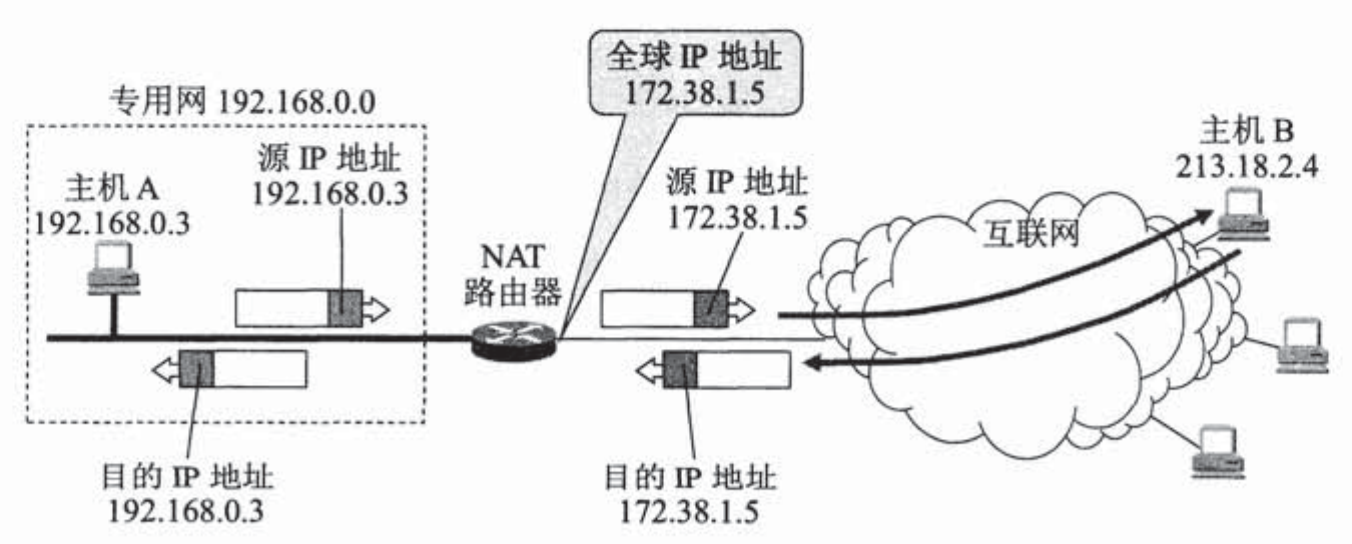 全球 IP 地址
172.38.1.5
专用网 192.168.0.0
源 IP 地址
192.168.0.3
主机 A
192.168.0.3
NAT
路由器
源 IP 地址
172.38.1.5
互联网
主机 B
213.18.2.4
目的 IP 地址
192.168.0.3
目的 IP 地址
172.38.1.5